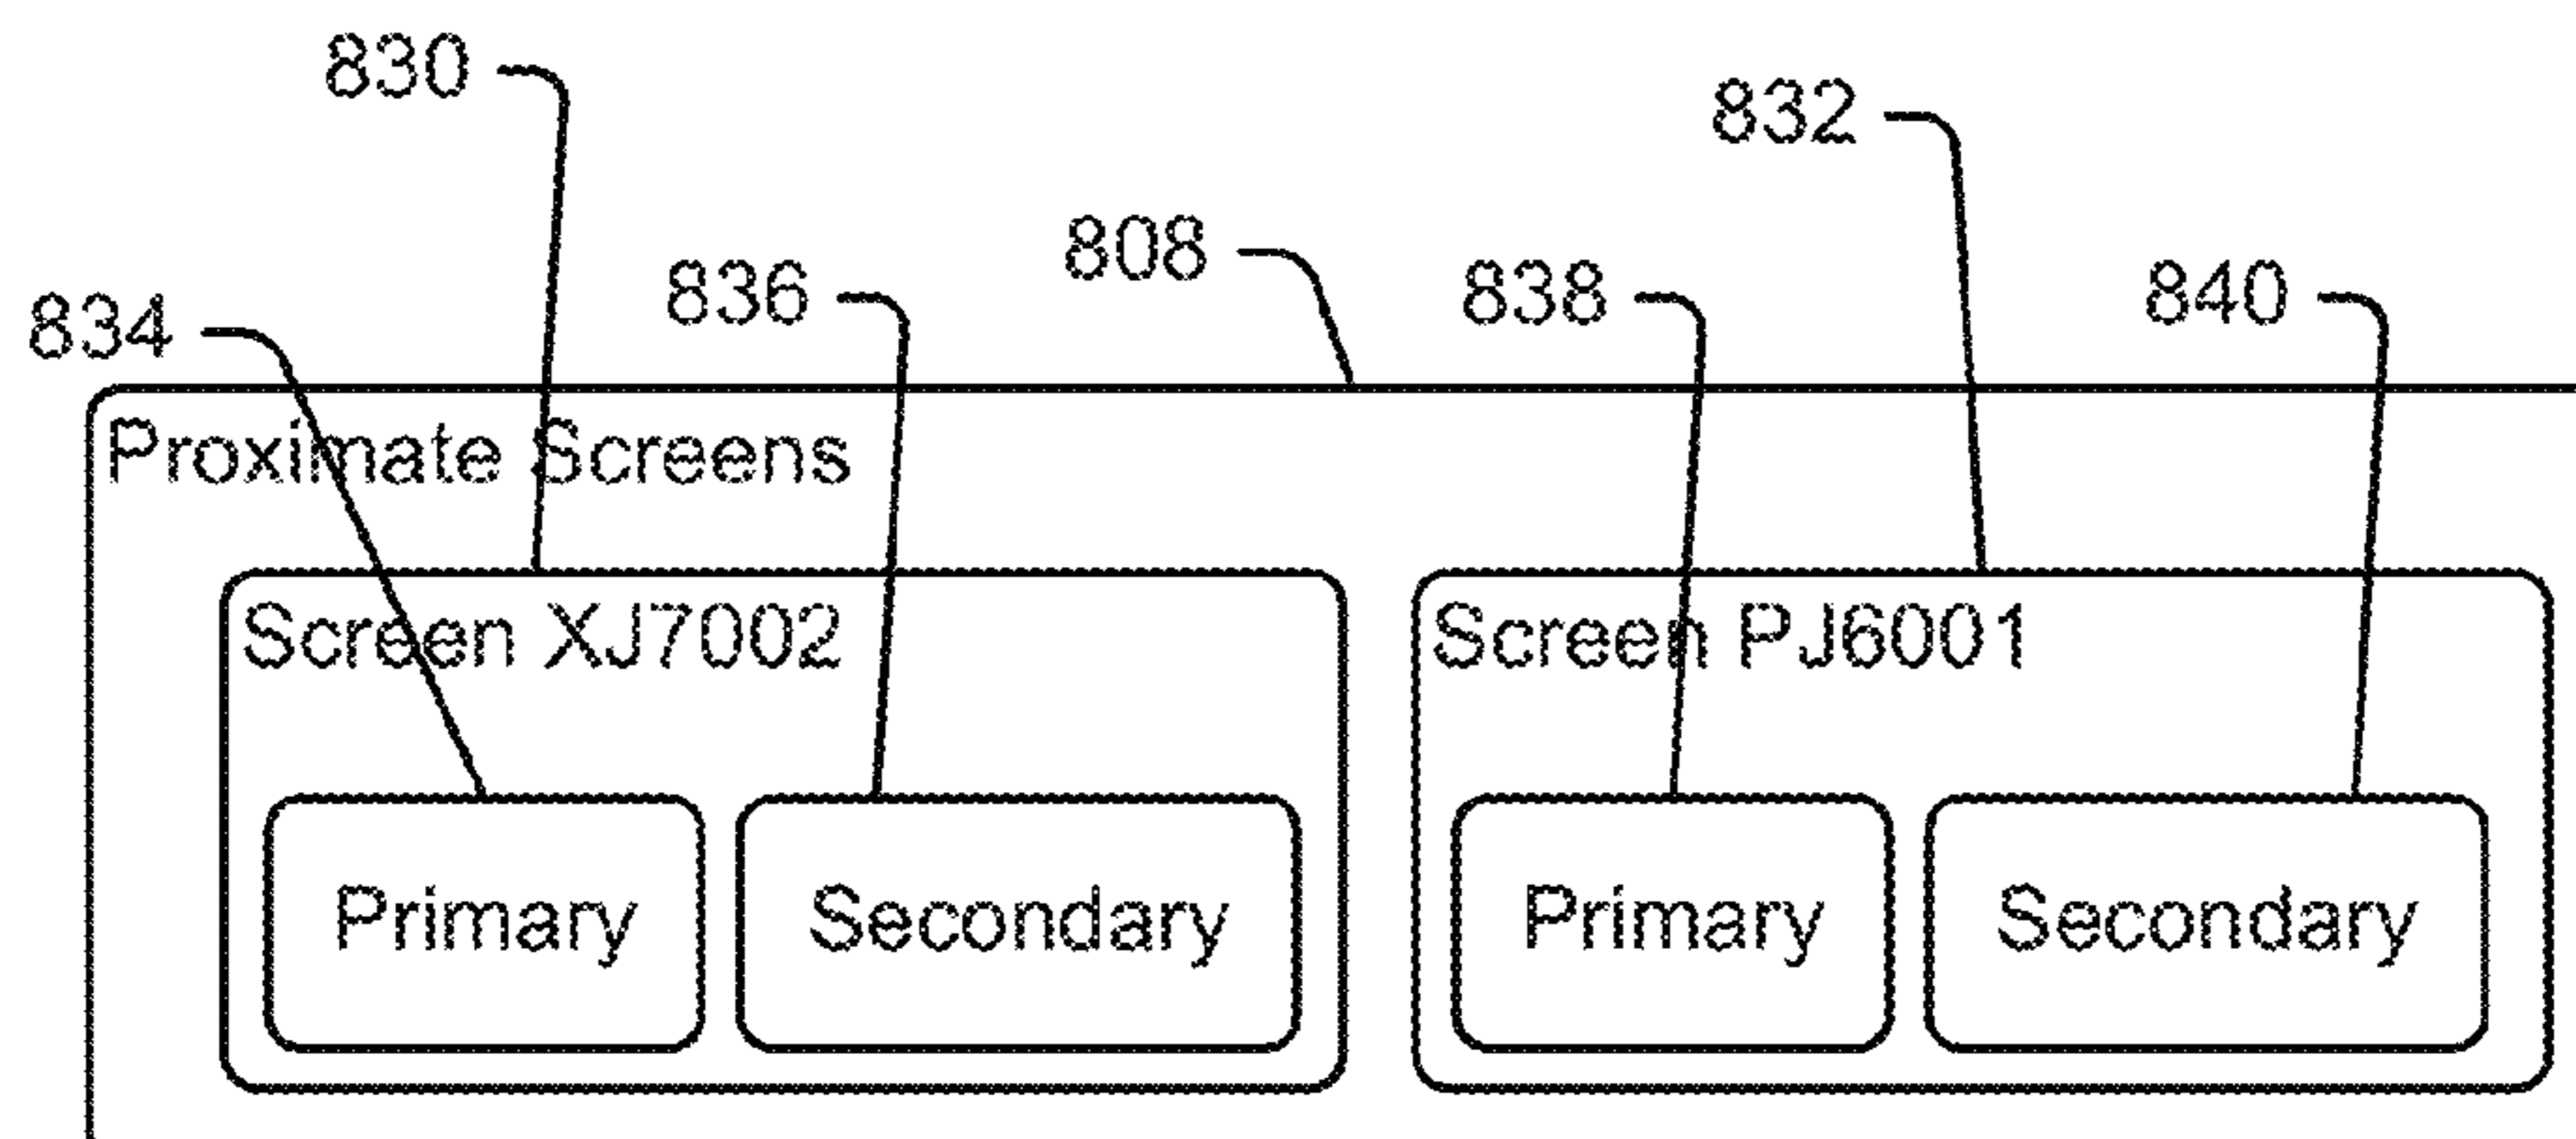 830
832
808
836
838
840
834
Proximate Screens
Screen XJ7002
Screen PJ6001
Primary
Secondary
Primary
Secondary